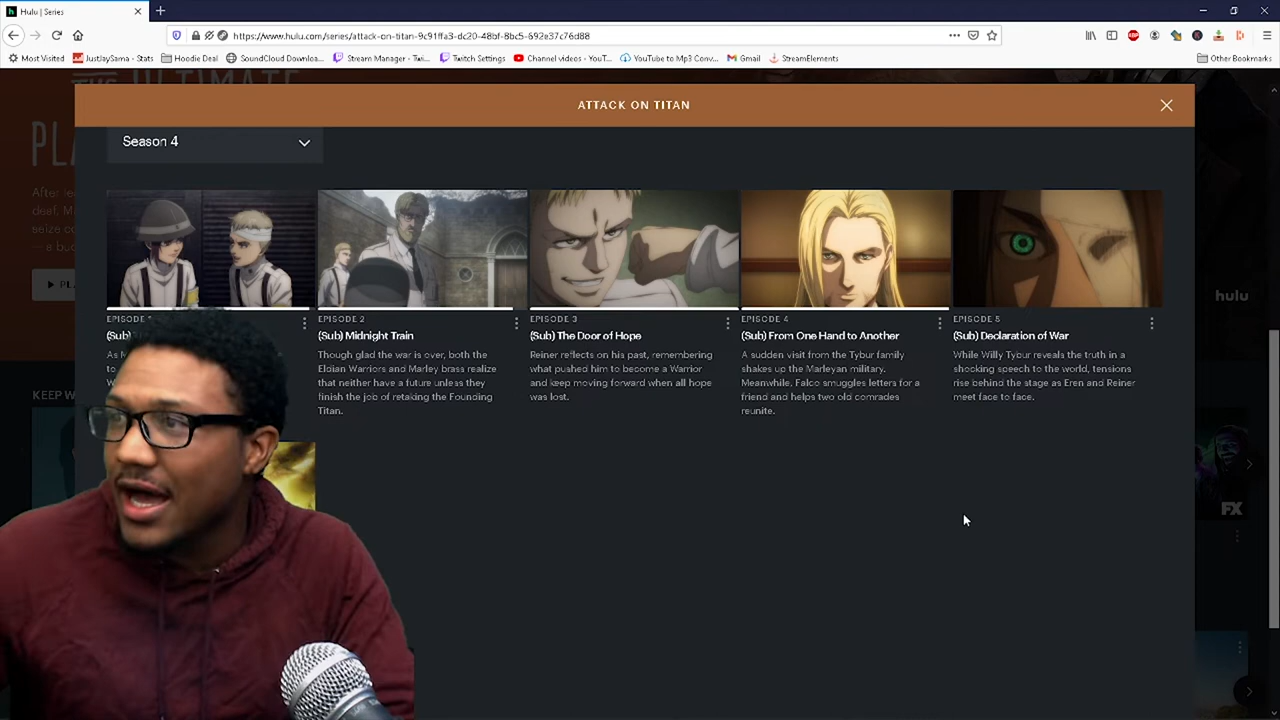 Hulu | Series
https://www.hulu.com/series/attack-on-titan-9c91ffa3-dc20-48bf-8bc5-692e37c76d88
Most Visited
JustJaySama - Stats
Hoodie Deal
SoundCloud Downloa...
Stream Manager - Twi...
Twitch Settings
Channel videos - YouT...
YouTube to Mp3 Conv...
Gmail
StreamElements
Other Bookmarks
THE ULTIMATE
ATTACK ON TITAN
Season 4
hulu
EPISODE 2
(Sub) Midnight Train
Though glad the war is over, both the
Eldian Warriors and Marley brass realize
that neither have a future unless they
finish the job of retaking the Founding
Titan.
EPISODE 3
(Sub) The Door of Hope
Reiner reflects on his past, remembering
what pushed him to become a Warrior
and keep moving forward when all hope
was lost.
EPISODE 4
(Sub) From One Hand to Another
A sudden visit from the Tybur family
shakes up the Marleyan military.
Meanwhile, Falco smuggles letters for a
friend and helps two old comrades
reunite.
EPISODE 5
(Sub) Declaration of War
While Willy Tybur reveals the truth in a
shocking speech to the world, tensions
rise behind the stage as Eren and Reiner
meet face to face.
EPISODE
(Sub)
KEEP
FX